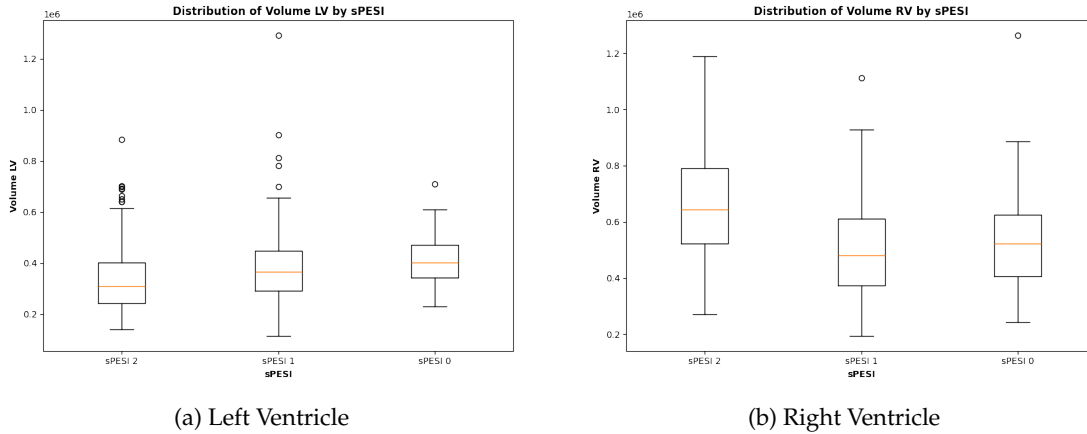 Distribution of Volume LV by sPESI
1e6
1.2
1.0
0.8
0.6
0.4
0.2
Volume LV
sPESI 2
sPESI 1
sPESI 0
sPESI
(a) Left Ventricle
Distribution of Volume RV by sPESI
1e6
1.2
1.0
0.8
0.6
0.4
0.2
Volume RV
sPESI 2
sPESI 1
sPESI 0
sPESI
(b) Right Ventricle